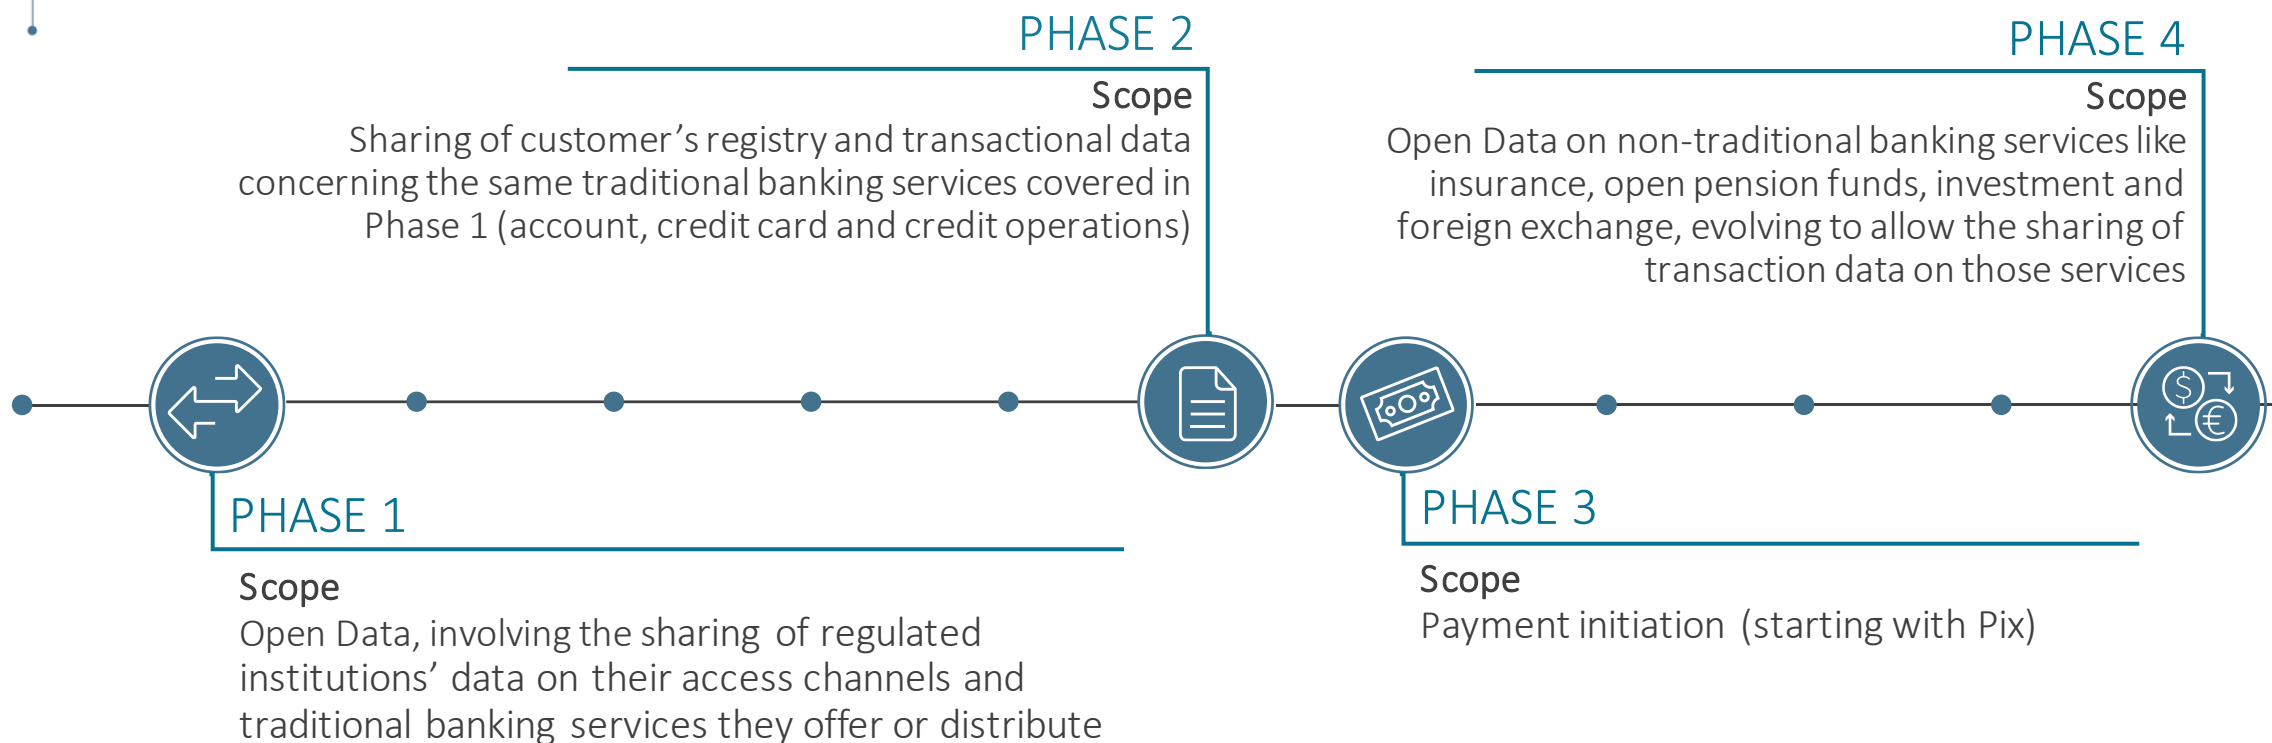 PHASE 2
Scope
Sharing of customer’s registry and transactional data
concerning the same traditional banking services covered in
Phase 1 (account, credit card and credit operations)
PHASE 4
Scope
Open Data on non-traditional banking services like
insurance, open pension funds, investment and
foreign exchange, evolving to allow the sharing of
transaction data on those services
$
€
PHASE 1
Scope
Open Data, involving the sharing of regulated
institutions’ data on their access channels and
traditional banking services they offer or distribute
PHASE 3
Scope
Payment initiation (starting with Pix)